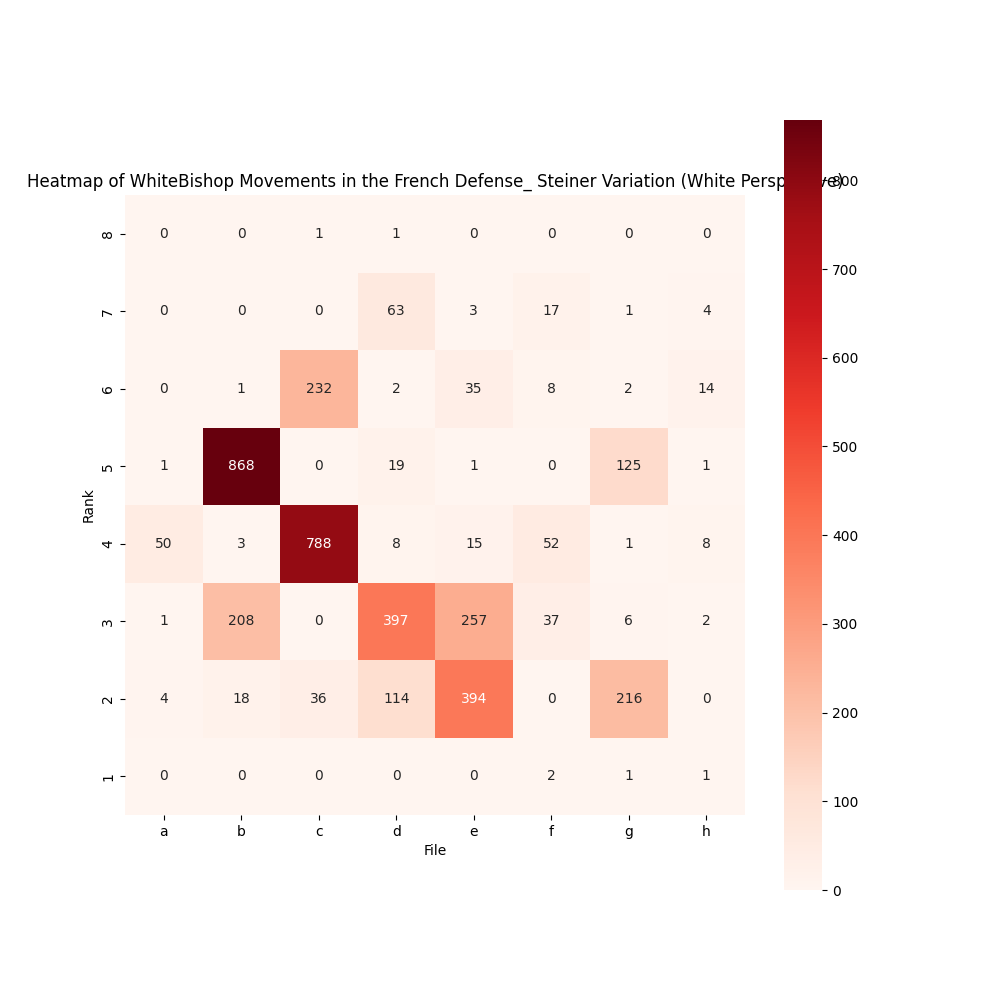 Heatmap of WhiteBishop Movements in the French Defense_ Steiner Variation (White Perspective)
800
8 0 0 1 1 0 0 0 0
700
7 0 0 0 63 3 17 1 4
600
6 0 1 232 2 35 8 2 14
500
5 1 868 0 19 1 0 125 1
Rank
400
4 50 3 788 8 15 52 1 8
300
3 1 208 0 397 257 37 6 2
200
2 4 18 36 114 394 0 216 0
100
1 0 0 0 0 0 2 1 1
a b c d e f g h
File
0